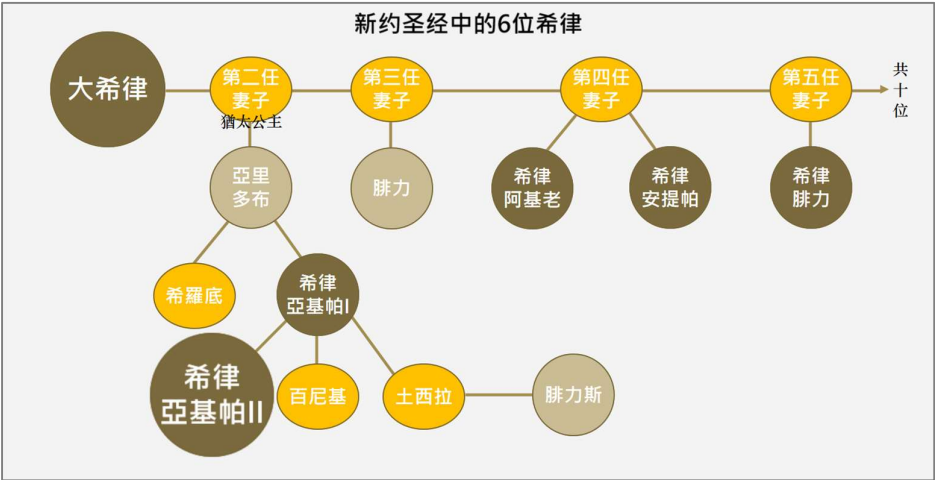 新约圣经中的6位希律
大希律
第二任
妻子
猶太公主
第三任
妻子
第四任
妻子
第五任
妻子
共
十
位
亞里
多布
腓力
希律
阿基老
希律
安提帕
希律
腓力
希羅底
希律
亞基帕I
希律
亞基帕II
百尼基
土西拉
腓力斯